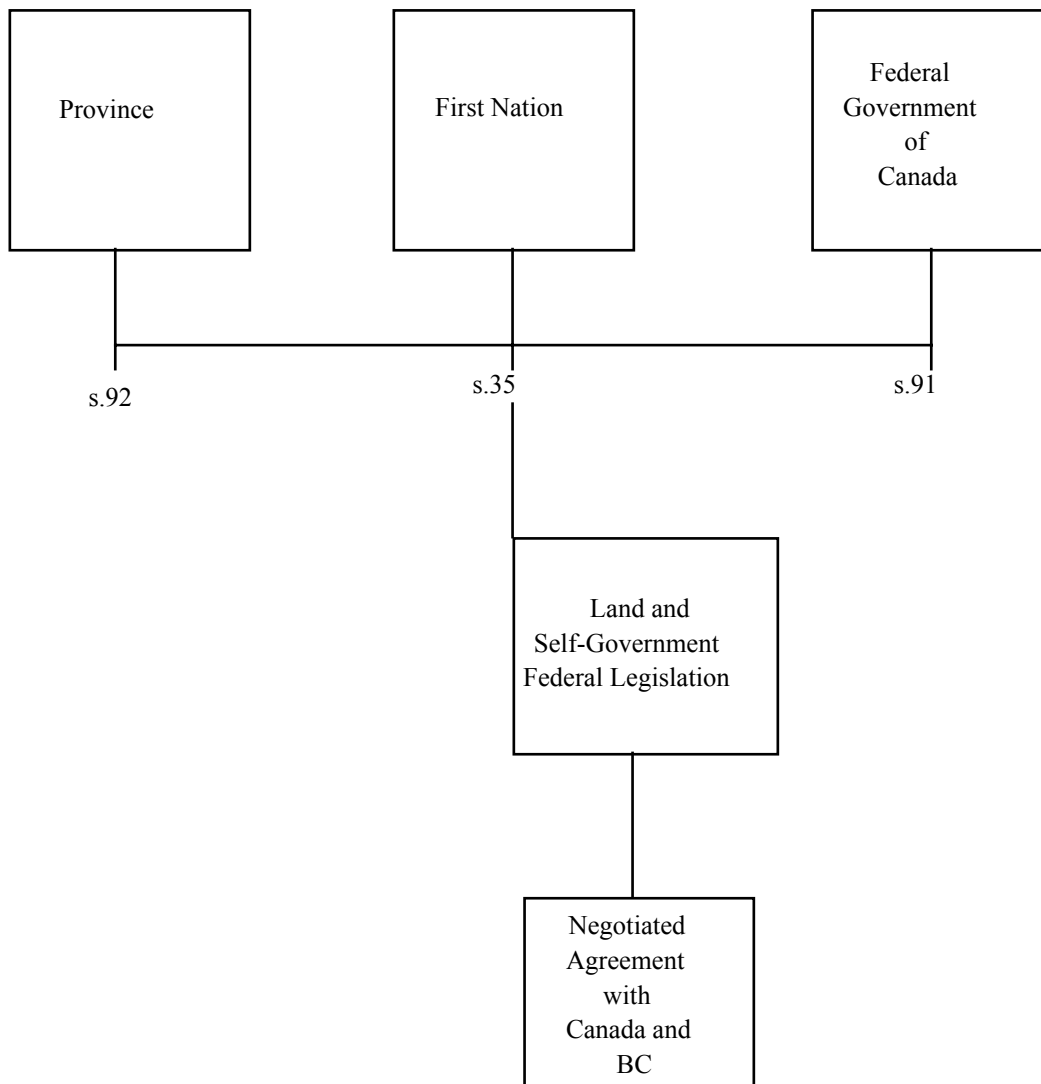 Province
First Nation
Federal
Government
of
Canada
s.92
s.35
s.91
Land and
Self-Government
Federal Legislation
Negotiated
Agreement
with
Canada and
BC